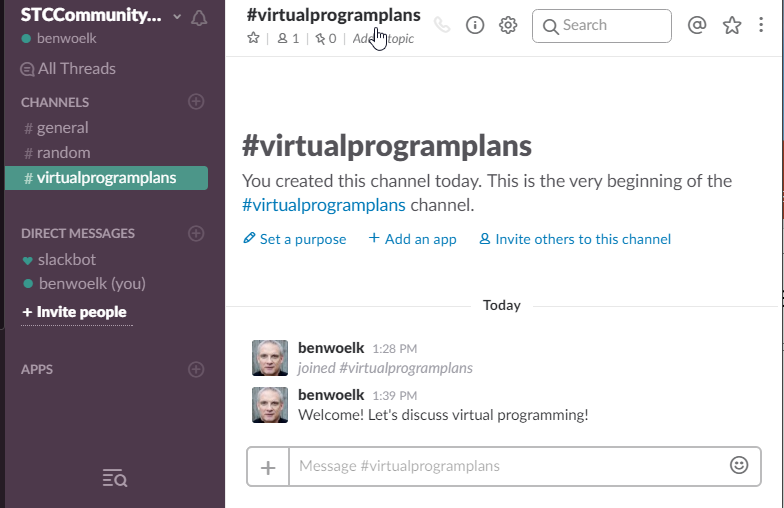 STCCommunity...
benwoelk
All Threads
CHANNELS
# general
# random
# virtualprogramplans
DIRECT MESSAGES
slackbot
benwoelk (you)
+ Invite people
APPS
#virtualprogramplans
1 | 0 | Add topic
Search
#virtualprogramplans
You created this channel today. This is the very beginning of the
#virtualprogramplans channel.
Set a purpose + Add an app Invite others to this channel
Today
benwoelk 1:28 PM
joined #virtualprogramplans
benwoelk 1:39 PM
Welcome! Let's discuss virtual programming!
+ Message #virtualprogramplans